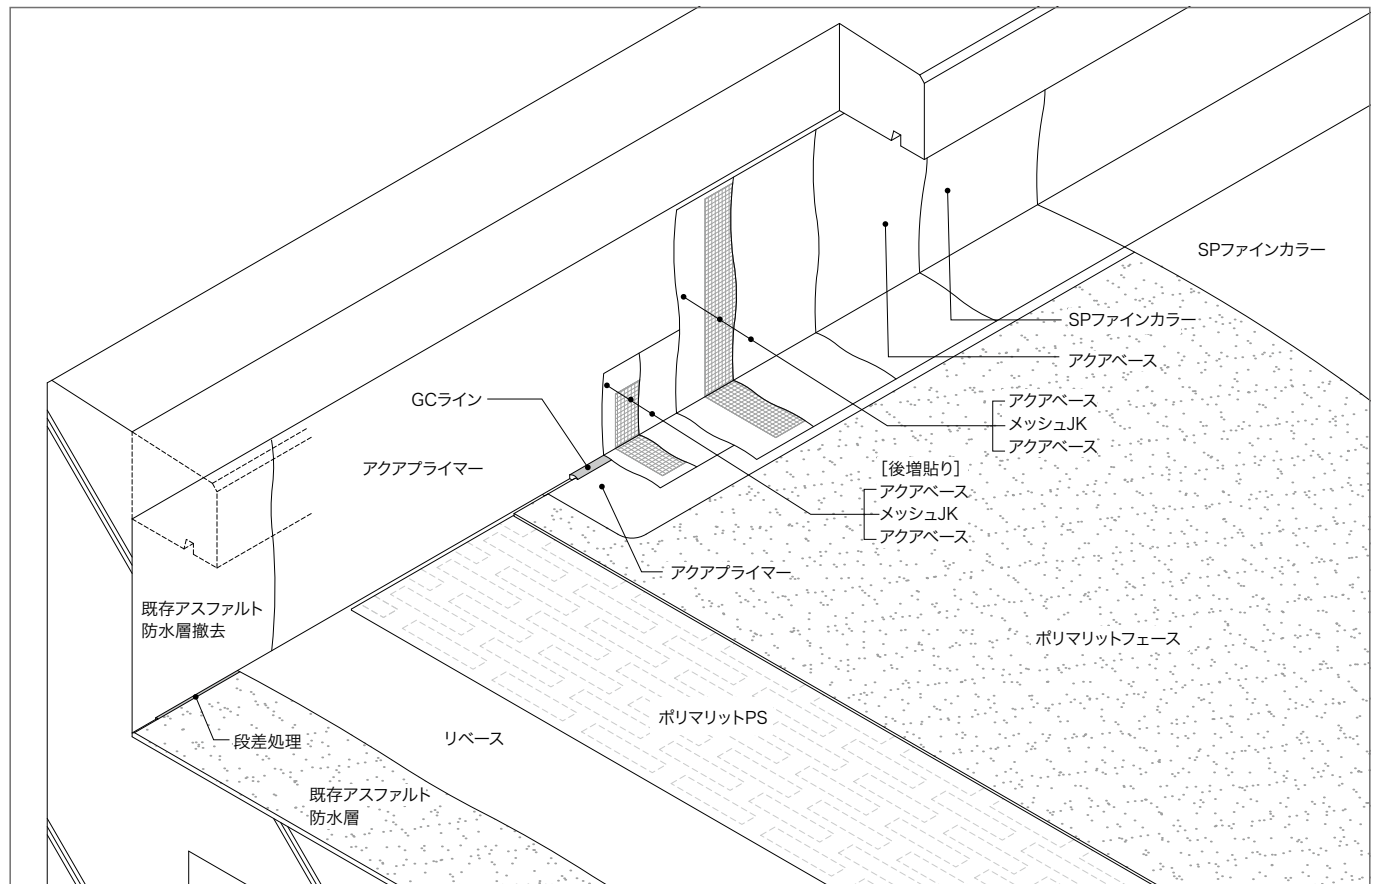 SPファインカラー
SPファインカラー
アクアベース
アクアベース
メッシュJK
アクアベース
GCライン
アクアプライマー
[後増貼り]
アクアベース
メッシュJK
アクアベース
アクアプライマー
既存アスファルト
防水層撤去
ポリマリットフェース
ポリマリットPS
リベース
段差処理
既存アスファルト
防水層